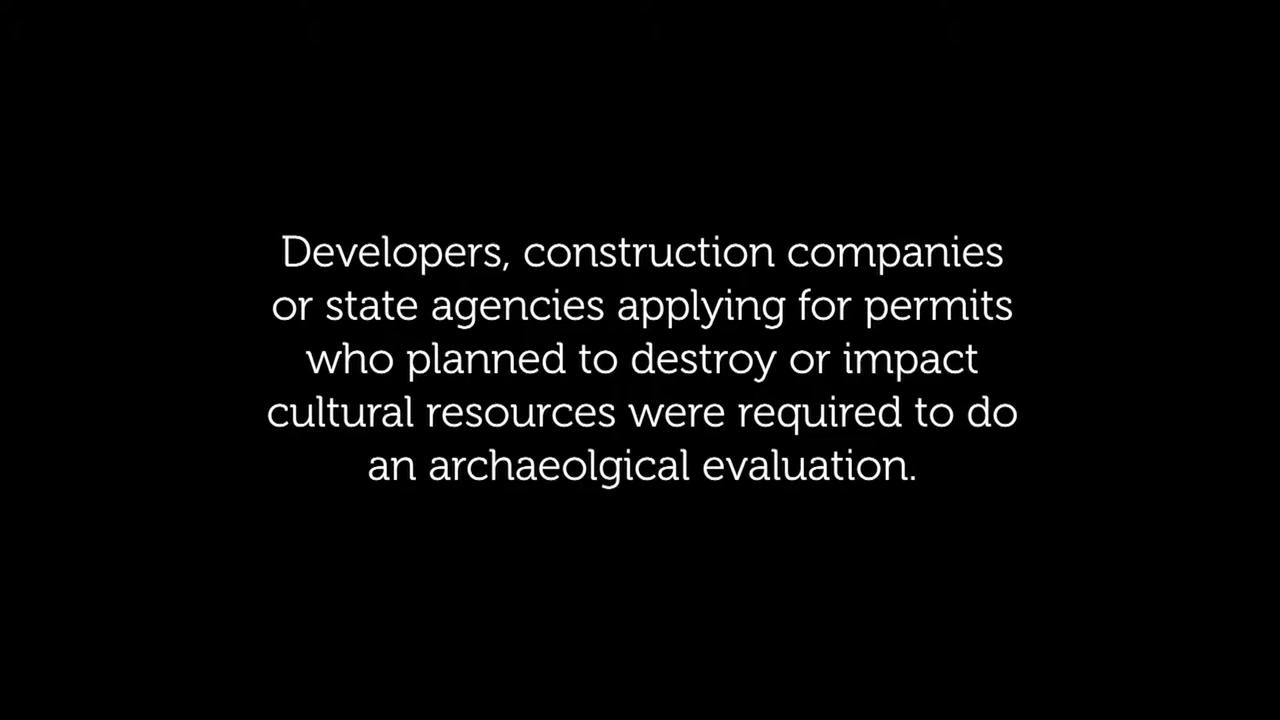 Developers, construction companies
or state agencies applying for permits
who planned to destroy or impact
cultural resources were required to do
an archaeolgical evaluation.